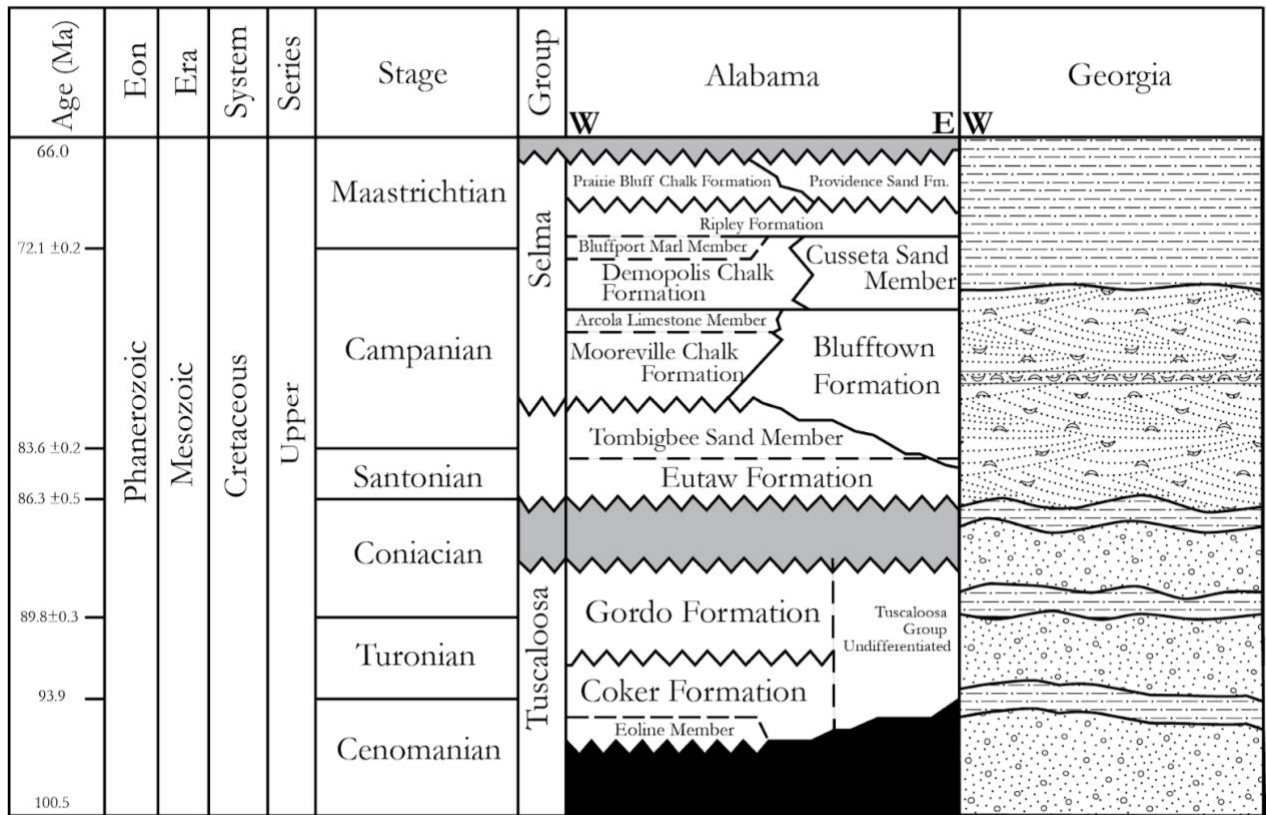 Age (Ma)
Eon
Era
System
Series
Stage
Group
Alabama
W
E
Georgia
W
66.0
72.1 ±0.2
83.6 ±0.2
86.3 ±0.5
89.8±0.3
93.9
100.5
Phanerozoic
Mesozoic
Cretaceous
Upper
Maastrichtian
Campanian
Santonian
Coniacian
Turonian
Cenomanian
Selma
Tuscaloosa
Prairie Bluff Chalk Formation
Providence Sand Fm.
Ripley Formation
Bluffport Marl Member
Demopolis Chalk
Formation
Cusseta Sand
Member
Arcola Limestone Member
Mooreville Chalk
Formation
Blufftown
Formation
Tombigbee Sand Member
Eutaw Formation
Gordo Formation
Tuscaloosa
Group
Undifferentiated
Coker Formation
Eoline Member